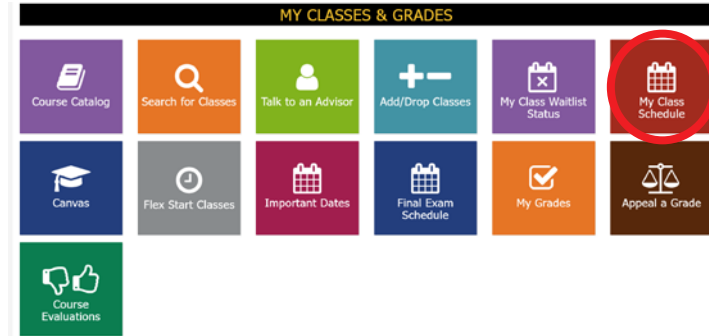 MY CLASSES & GRADES
Course Catalog
Search for Classes
Talk to an Advisor
Add/Drop Classes
My Class Waitlist
Status
My Class
Schedule
Canvas
Flex Start Classes
Important Dates
Final Exam
Schedule
My Grades
Appeal a Grade
Course
Evaluations